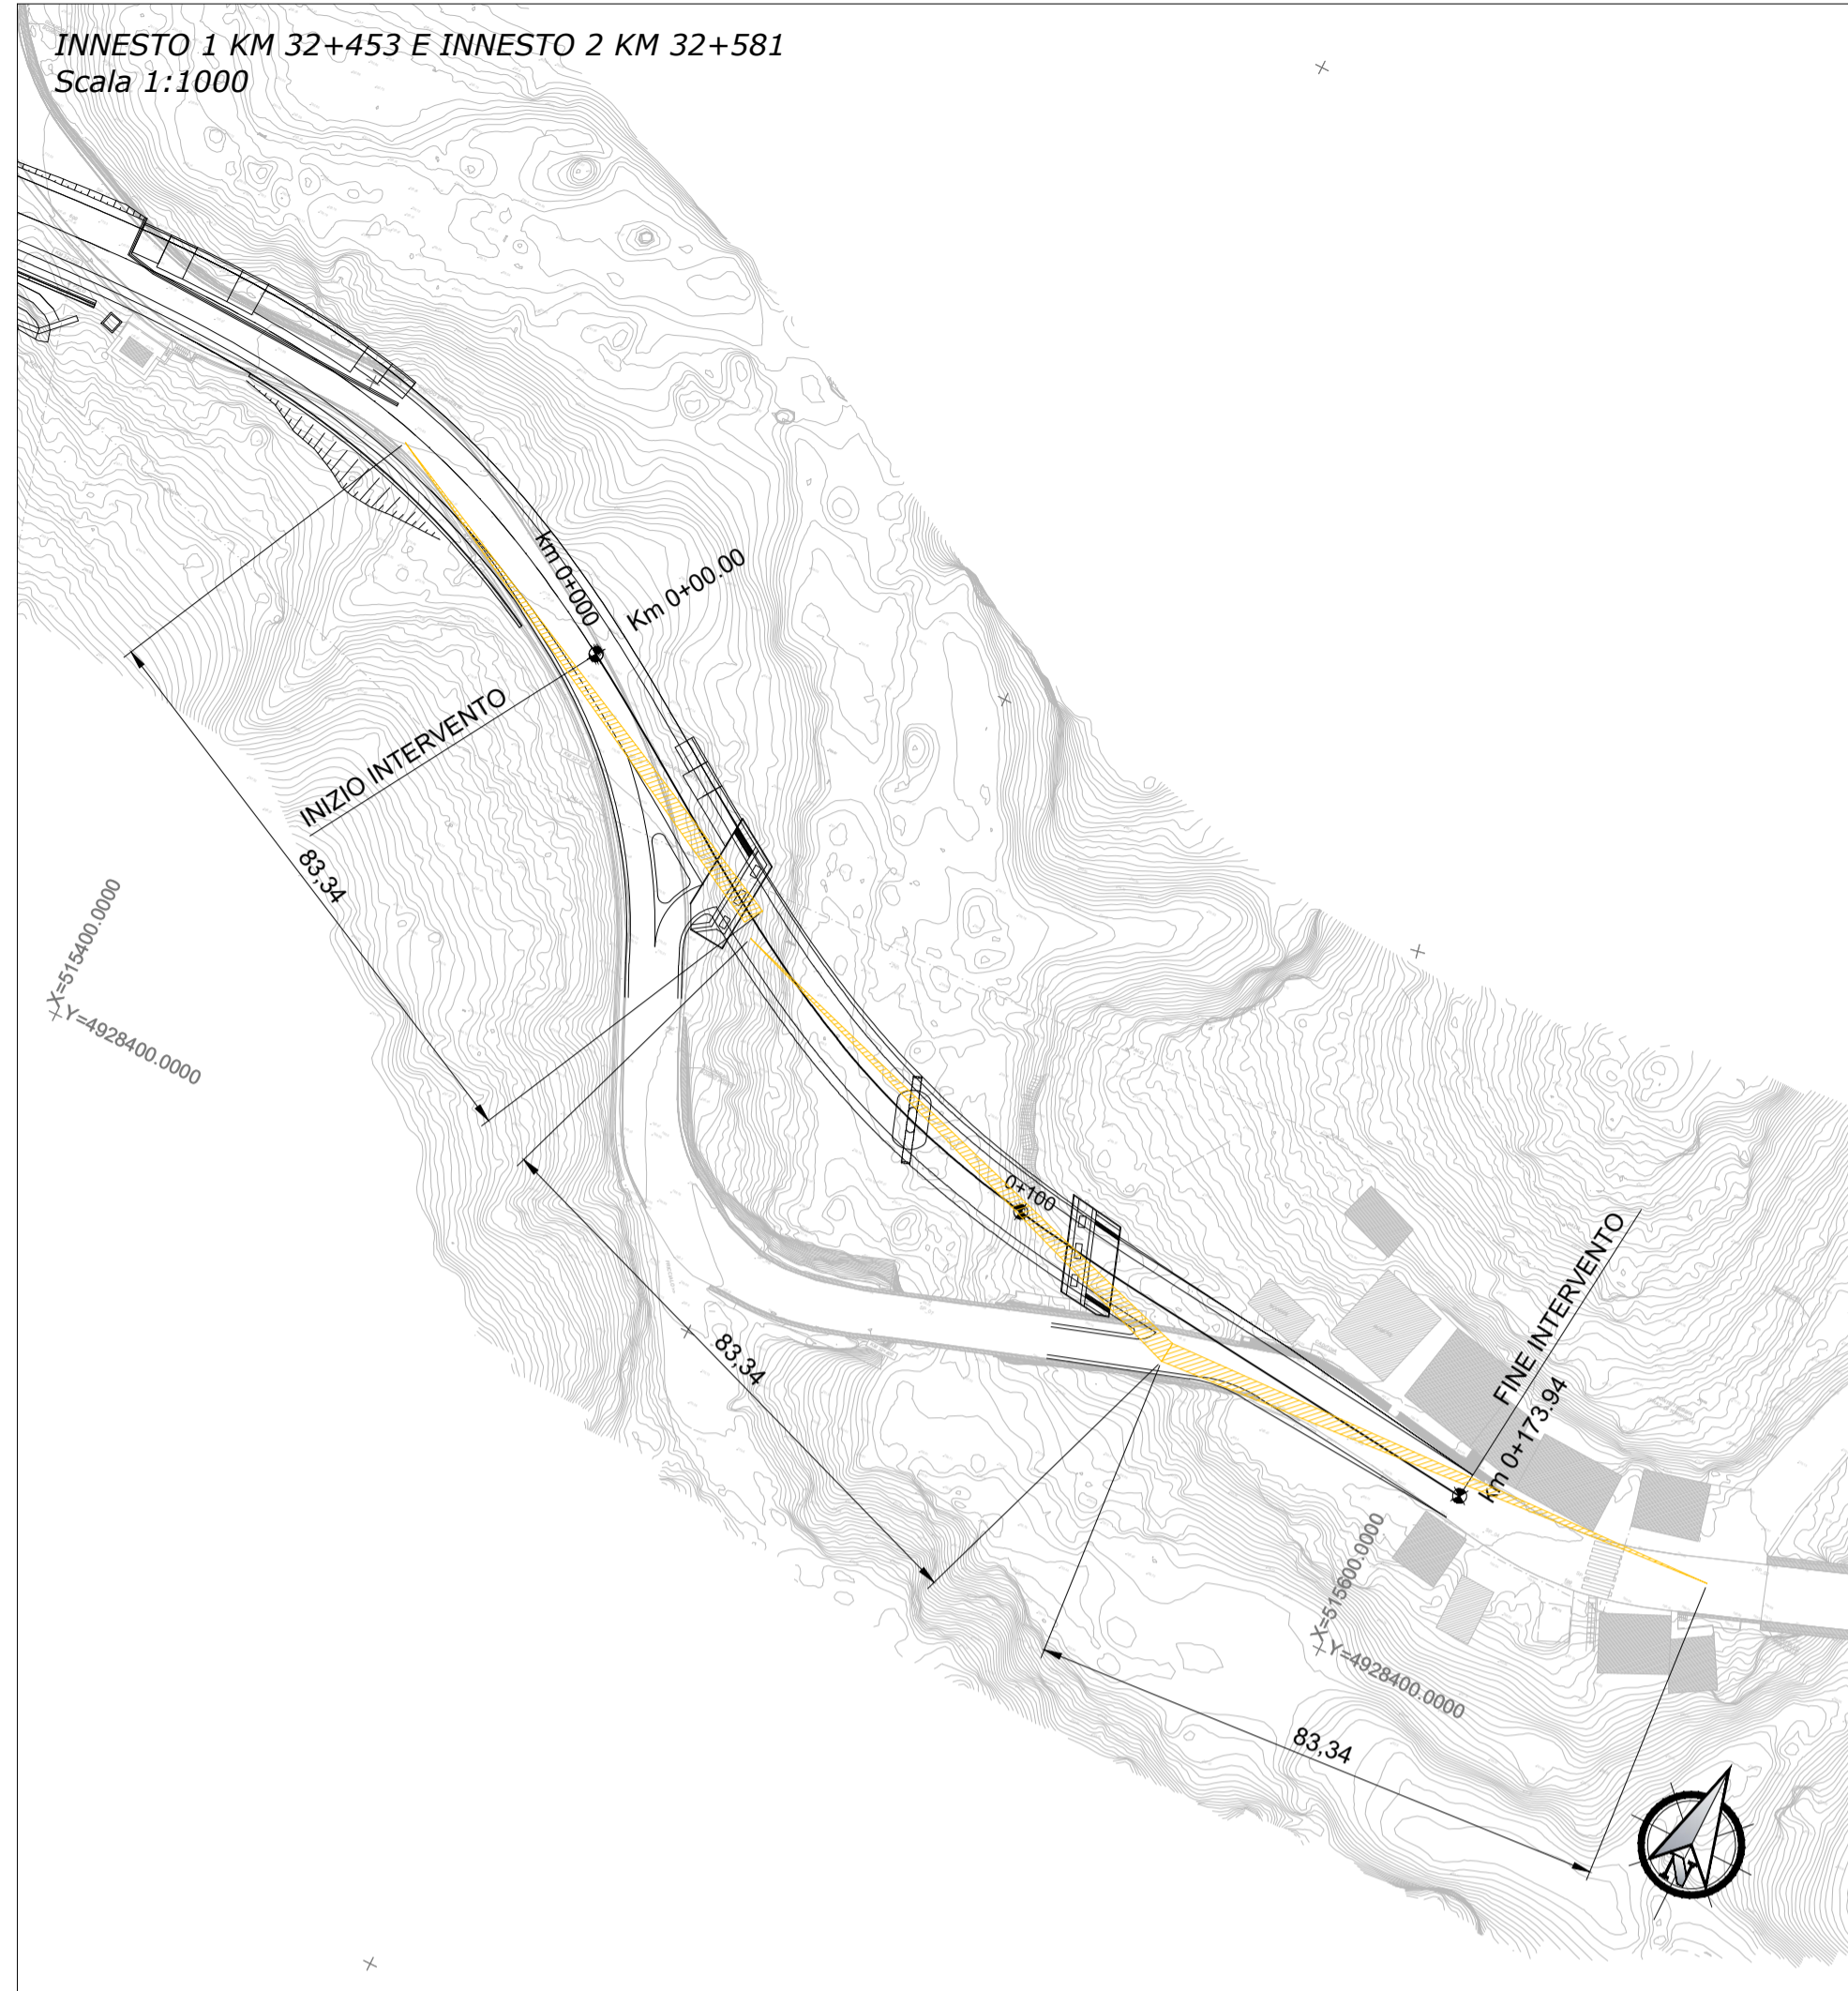 INNESTO 1 KM 32+453 E INNESTO 2 KM 32+581
Scala 1:1000
km 0+000
Km 0+00.00
INIZIO INTERVENTO
83,34
X=515400.0000
Y=4928400.0000
0+100
83,34
FINE INTERVENTO
km 0+173.94
X=515600.0000
Y=4928400.0000
83,34
N